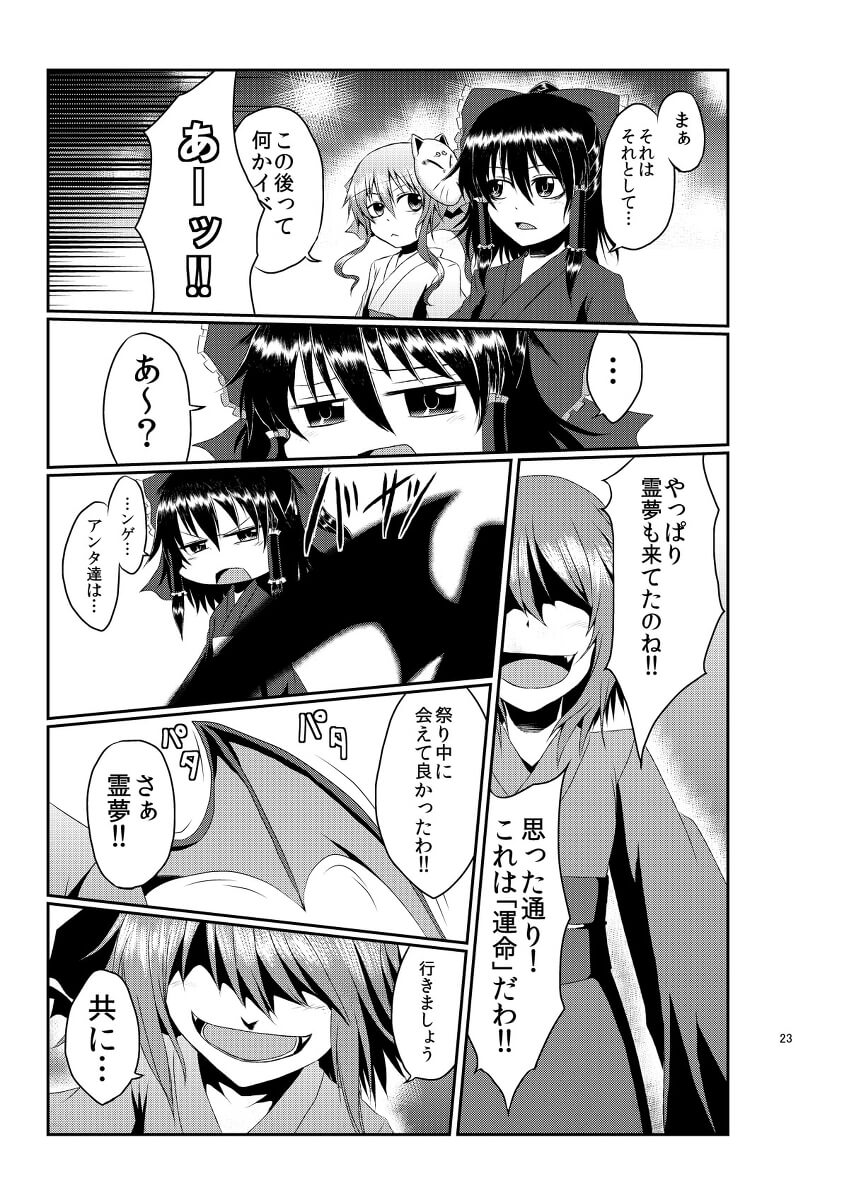 まぁ
それは
それとして…
この後って
何かイベ
あーッ!!
…
あ～？
やっぱり
霊夢も来てたのね!!
思った通り！
これは「運命」だわ!!
ズズズ
…ンゲ…
アンタ達は…
祭り中に
会えて良かったわ!!
パタ
パタ
さぁ
霊夢!!
行きましょう
共に…
23